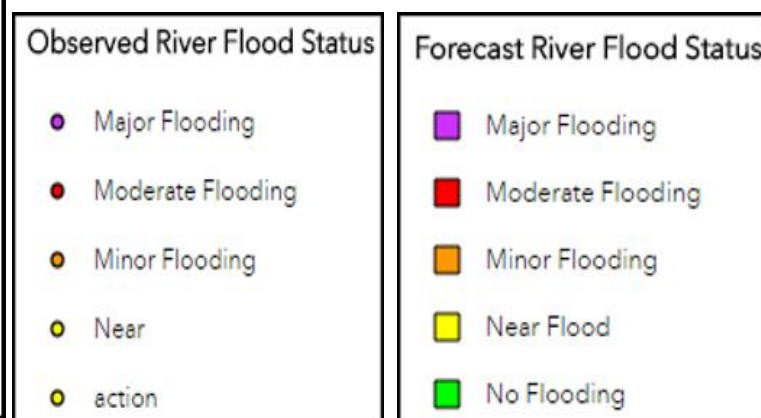 Observed River Flood Status
Major Flooding
Moderate Flooding
Minor Flooding
Near
action
Forecast River Flood Status
Major Flooding
Moderate Flooding
Minor Flooding
Near Flood
No Flooding